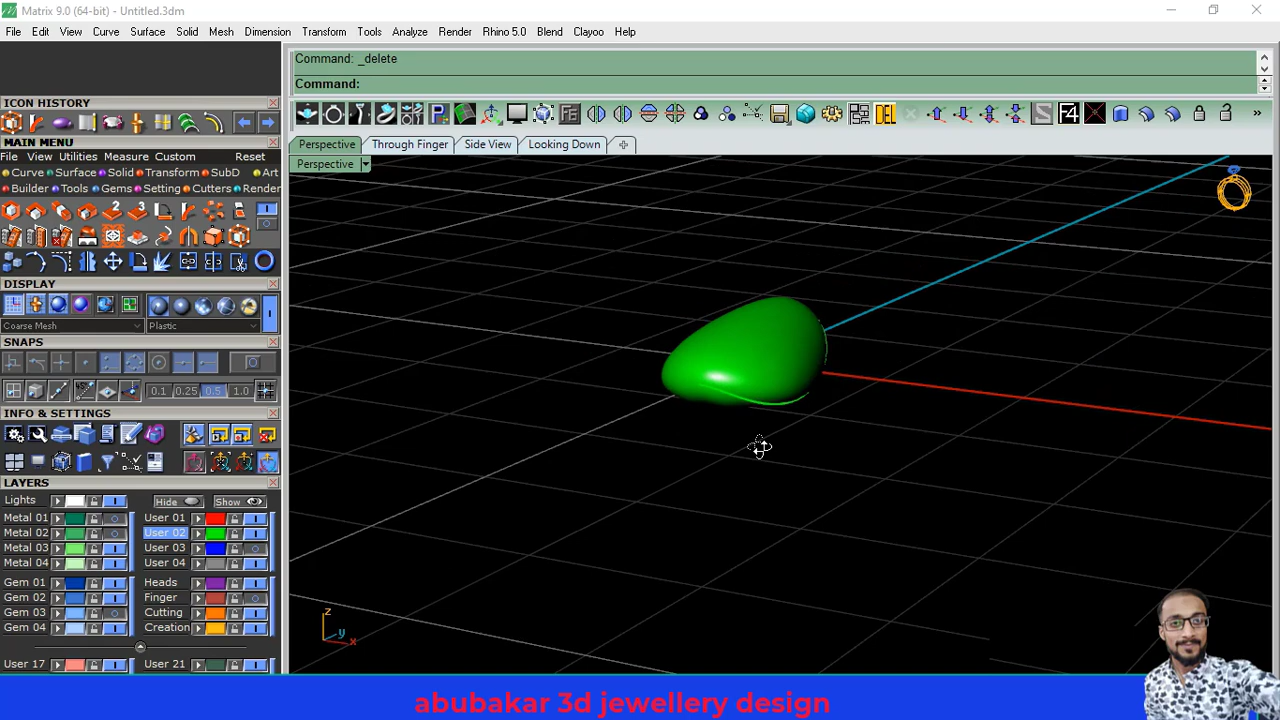 Matrix 9.0 (64-bit) - Untitled.3dm
File Edit View Curve Surface Solid Mesh Dimension Transform Tools Analyze Render Rhino 5.0 Blend Clayoo Help
Command: _delete
Command:
ICON HISTORY
MAIN MENU
File View Utilities Measure Custom Reset
Curve Surface Solid Transform SubD Art
Builder Tools Gems Setting Cutters Render
2 3
P FE S F4
Perspective Through Finger Side View Looking Down
Perspective
DISPLAY
Coarse Mesh Plastic
SNAPS
0.1 0.25 0.5 1.0
INFO & SETTINGS
LAYERS
Lights Hide Show
Metal 01 User 01
Metal 02 User 02
Metal 03 User 03
Metal 04 User 04
Gem 01 Heads
Gem 02 Finger
Gem 03 Cutting
Gem 04 Creation
User 17 User 21
z
y
x
abubakar 3d jewellery design